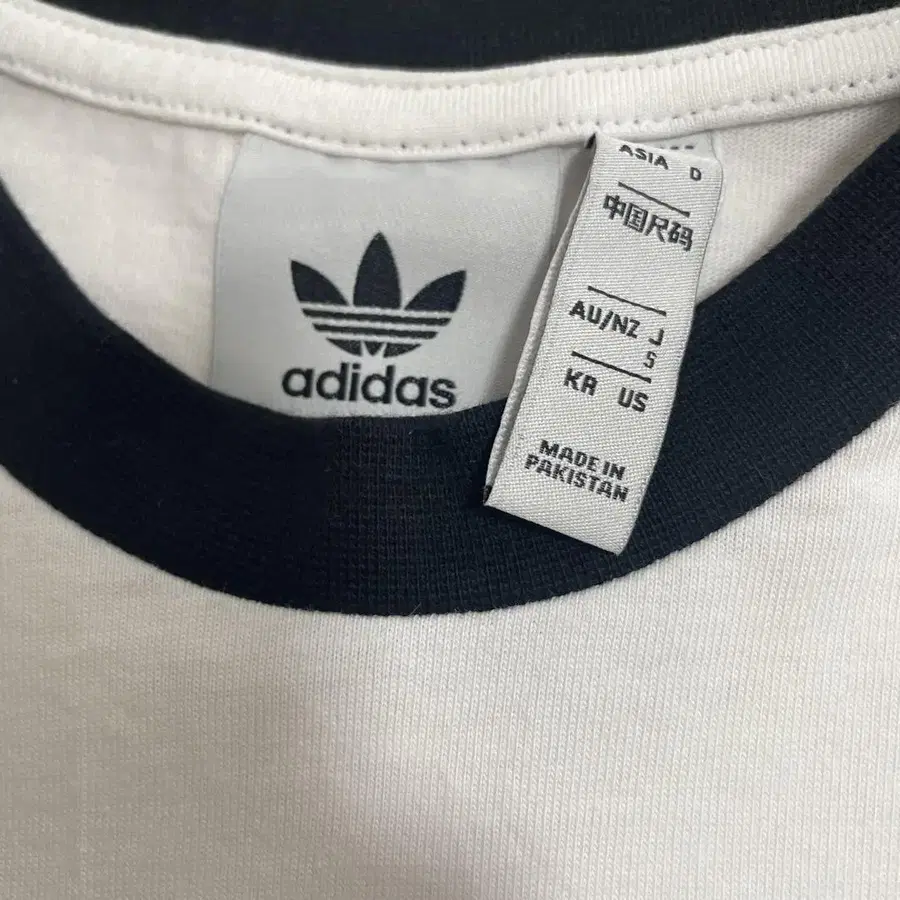 adidas
ASIA D
中国尺码
AU/NZ J
S
KR US
MADE IN
PAKISTAN